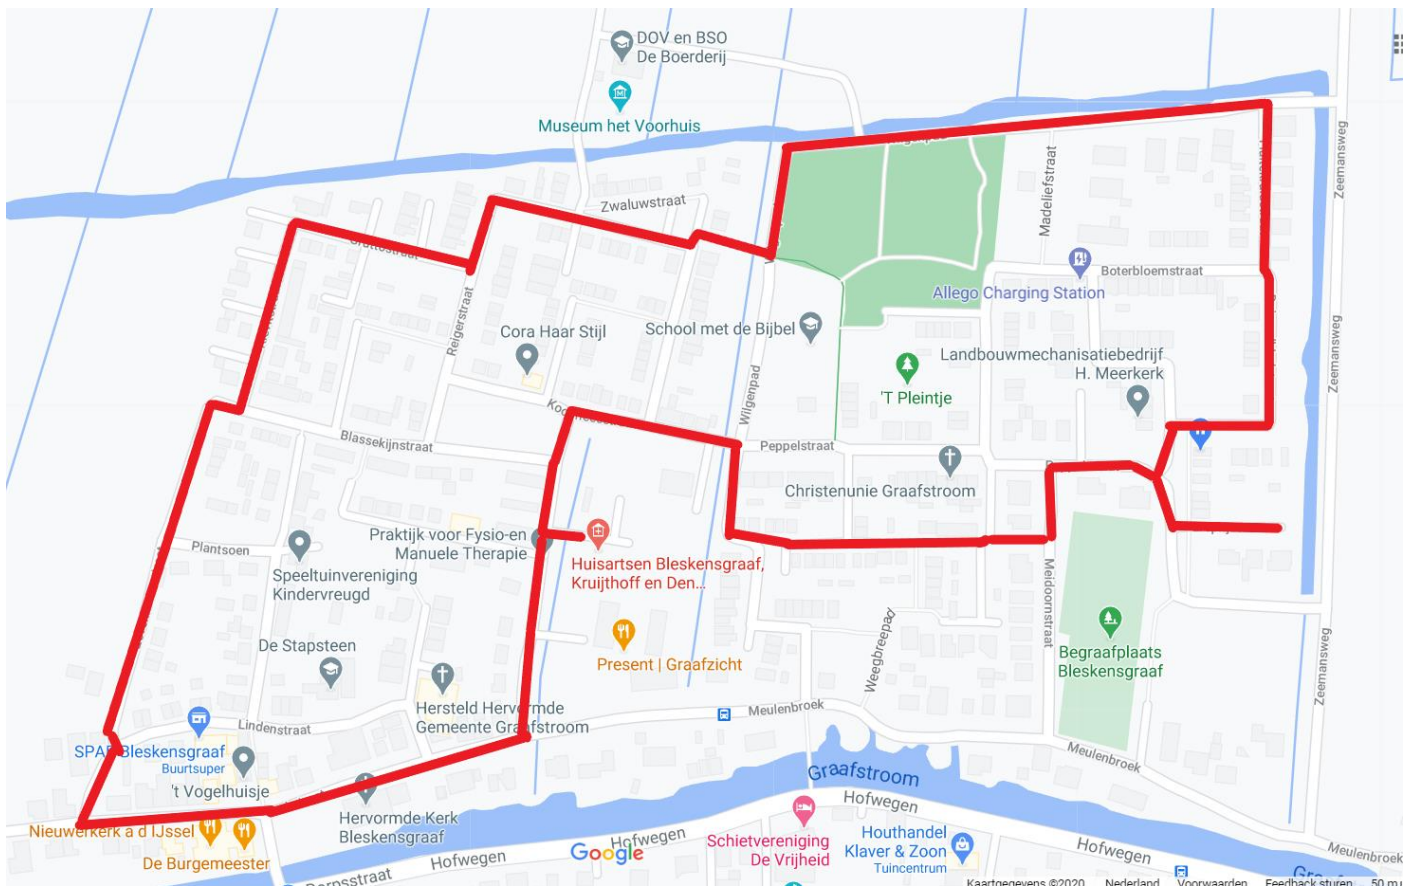 DOV en BSO
De Boerderij
Museum het Voorhuis
Zeemansweg
Madeliefstraat
Zwaluwstraat
Boterbloemstraat
Allego Charging Station
Reigerstraat
Cora Haar Stijl
School met de Bijbel
Landbouwmechanisatiebedrijf
H. Meerkerk
Zeemansweg
'T Pleintje
Wilgenpad
Blassekijnstraat
Peppelstraat
Christenunie Graafstroom
Praktijk voor Fysio-en
Manuele Therapie
Plantsoen
Speeltuinvereniging
Kindervreugd
Huisartsen Bleskensgraaf,
Kruijthoff en Den...
Meidoornstraat
Weegbreepad
De Stapsteen
Present | Graafzicht
Begraafplaats
Bleskensgraaf
Zeemansweg
Hersteld Hervormde
Gemeente Graafstroom
Lindenstraat
Meulenbroek
SPAR Bleskensgraaf
Buurtsuper
Meulenbroek
't Vogelhuisje
Graafstroom
Hofwegen
Hervormde Kerk
Bleskensgraaf
Nieuwerkerk a d IJssel
De Burgemeester
Hofwegen
Hofwegen
Google
Schietvereniging
De Vrijheid
Houthandel
Klaver & Zoon
Tuincentrum
Hofwegen
Meulenbroek
Dorpsstraat
Kaartgegevens ©2020 Nederland Voorwaarden Feedback sturen 50 m